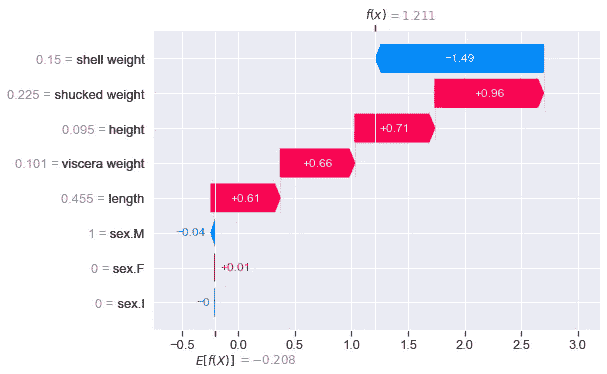 f(x) = 1.211
0.15 = shell weight −1.49
0.225 = shucked weight +0.96
0.095 = height +0.71
0.101 = viscera weight +0.66
0.455 = length +0.61
1 = sex.M −0.04
0 = sex.F +0.01
0 = sex.I −0
−0.5 0.0 0.5 1.0 1.5 2.0 2.5 3.0
E[f(X)] = −0.208